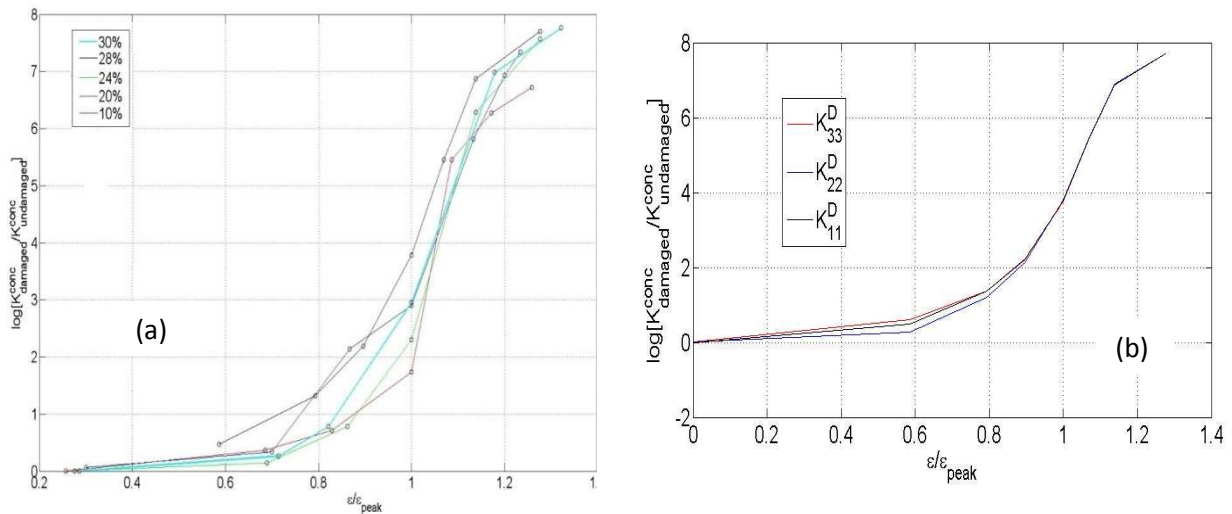 8
7
6
5
4
3
2
1
0
30%
28%
24%
20%
10%
log[K^conc_damaged/K^conc_undamaged]
(a)
0.2 0.4 0.6 0.8 1 1.2 1.
ε/ε_peak
8
6
4
2
0
-2
K^D_33
K^D_22
K^D_11
log[K^conc_damaged/K^conc_undamaged]
(b)
0 0.2 0.4 0.6 0.8 1 1.2 1.4
ε/ε_peak